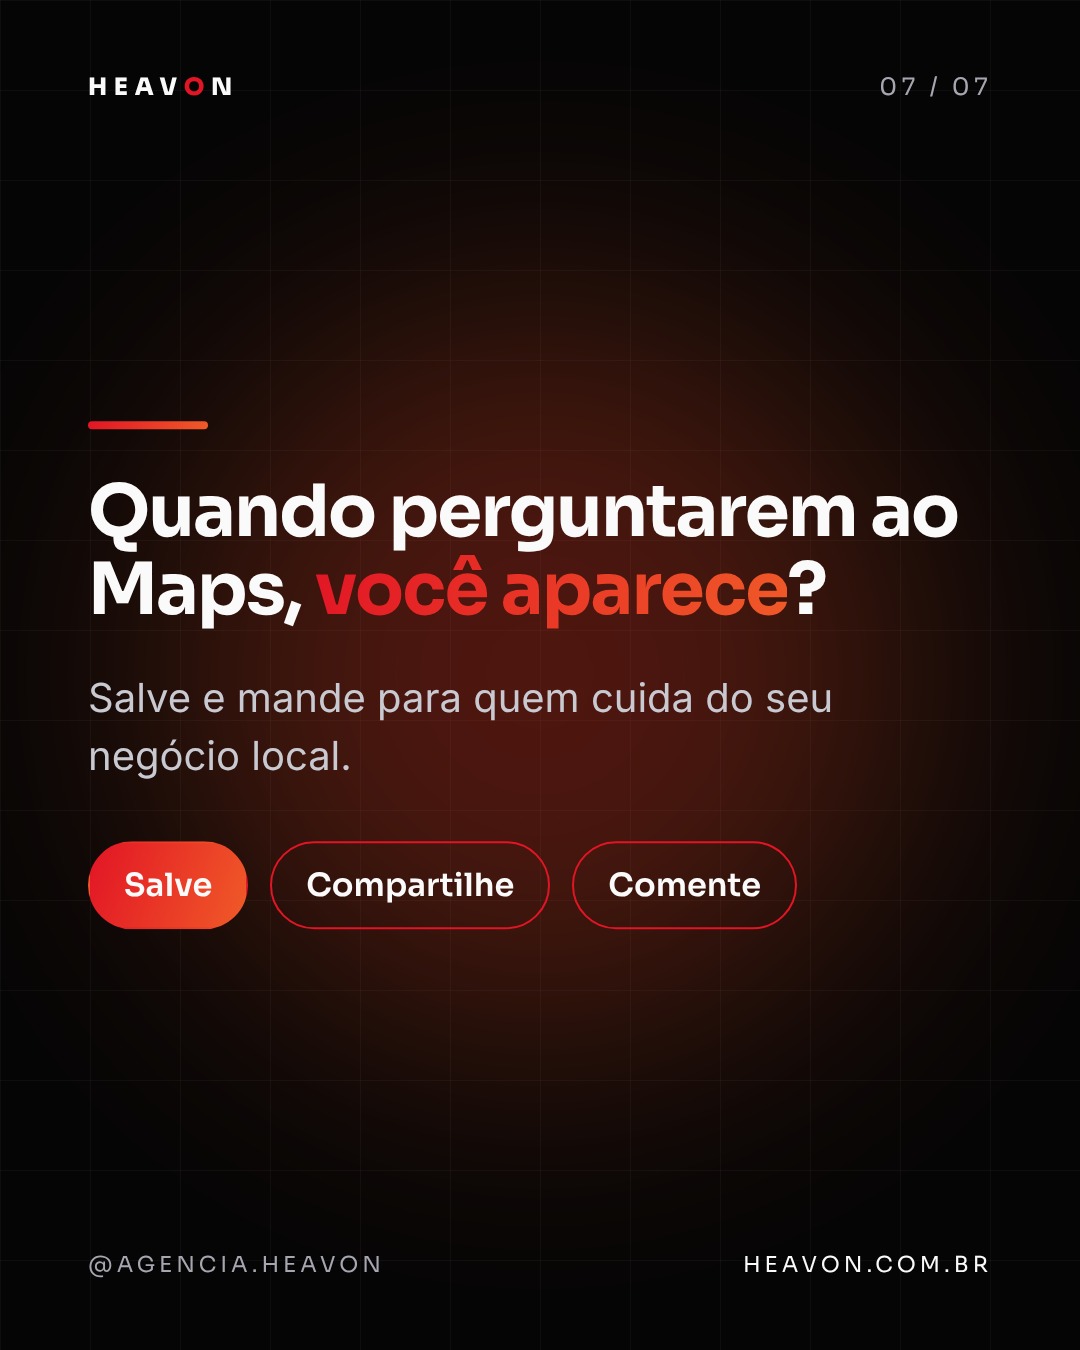 HEAVON
07 / 07
Quando perguntarem ao
Maps, você aparece?
Salve e mande para quem cuida do seu
negócio local.
Salve
Compartilhe
Comente
@AGENCIA.HEAVON
HEAVON.COM.BR